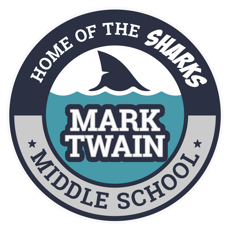 HOME OF THE SHARKS
MARK
TWAIN
MIDDLE SCHOOL